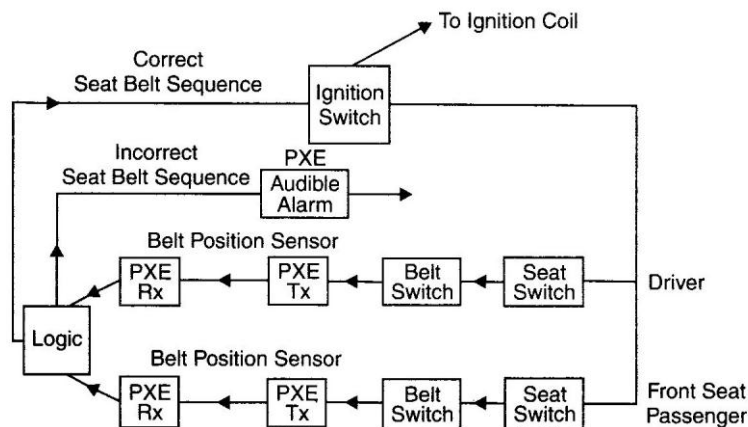 To Ignition Coil
Correct
Seat Belt Sequence
Ignition
Switch
Incorrect
Seat Belt Sequence
PXE
Audible
Alarm
Belt Position Sensor
PXE
Rx
PXE
Tx
Belt
Switch
Seat
Switch
Driver
Logic
Belt Position Sensor
PXE
Rx
PXE
Tx
Belt
Switch
Seat
Switch
Front Seat
Passenger